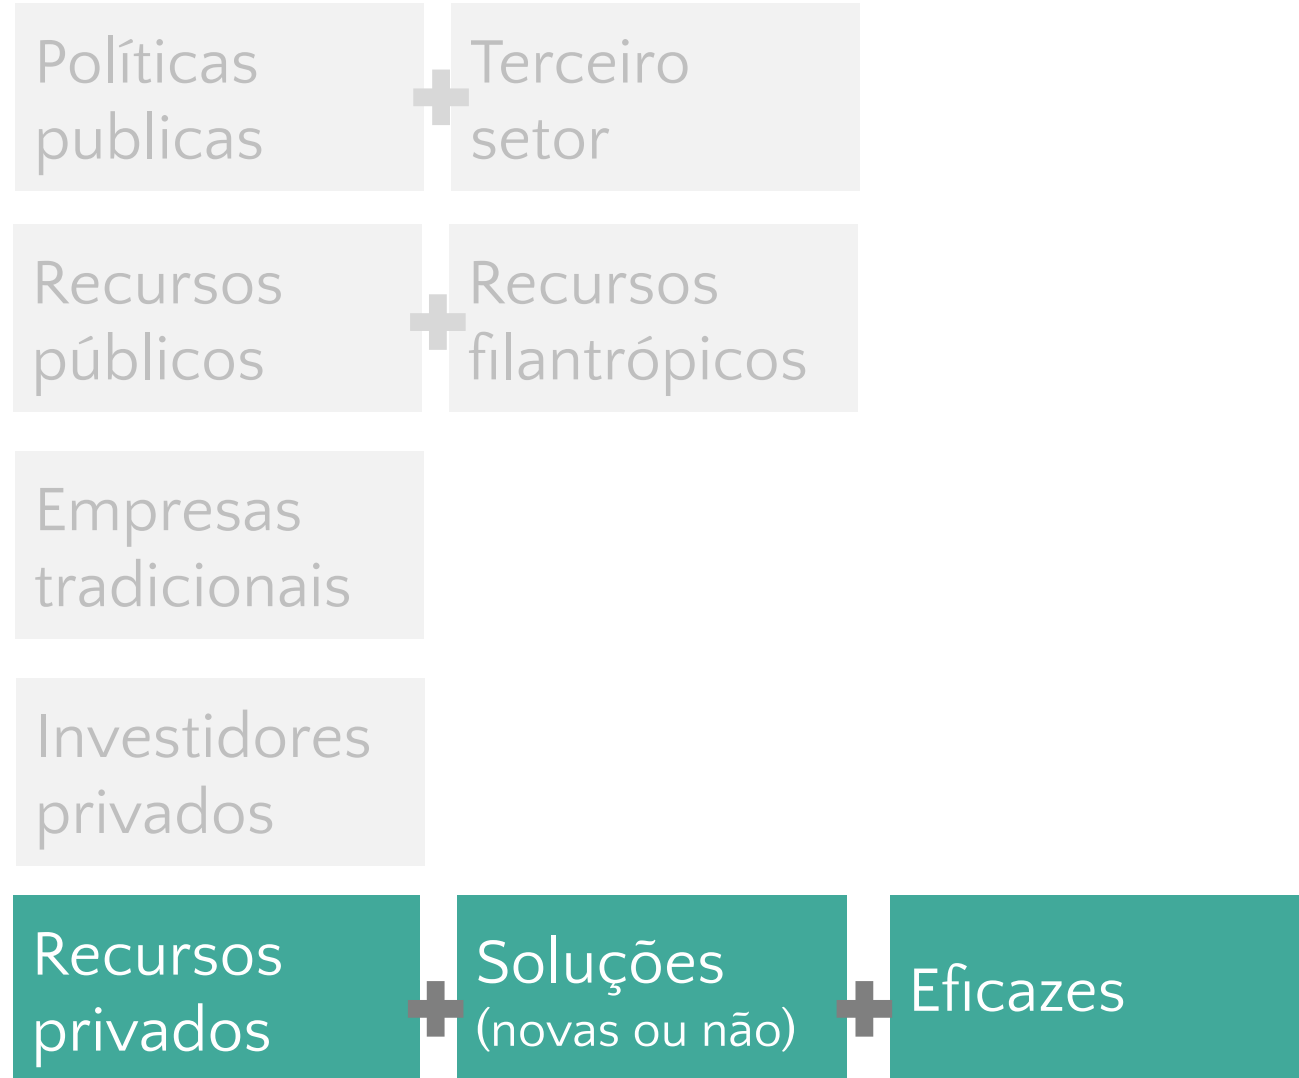 Políticas
publicas
Terceiro
setor
Recursos
públicos
Recursos
filantrópicos
Empresas
tradicionais
Investidores
privados
Recursos
privados
Soluções
(novas ou não)
Eficazes